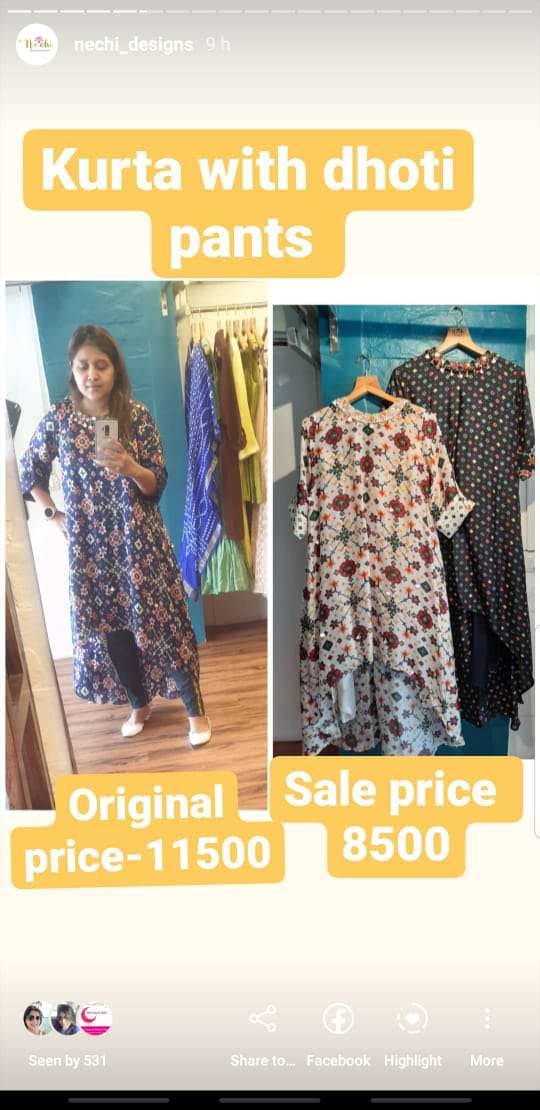 Nechi
nechi_designs 9 h
Kurta with dhoti
pants
Original
price-11500
Sale price
8500
Seen by 531
Share to...
Facebook
Highlight
More